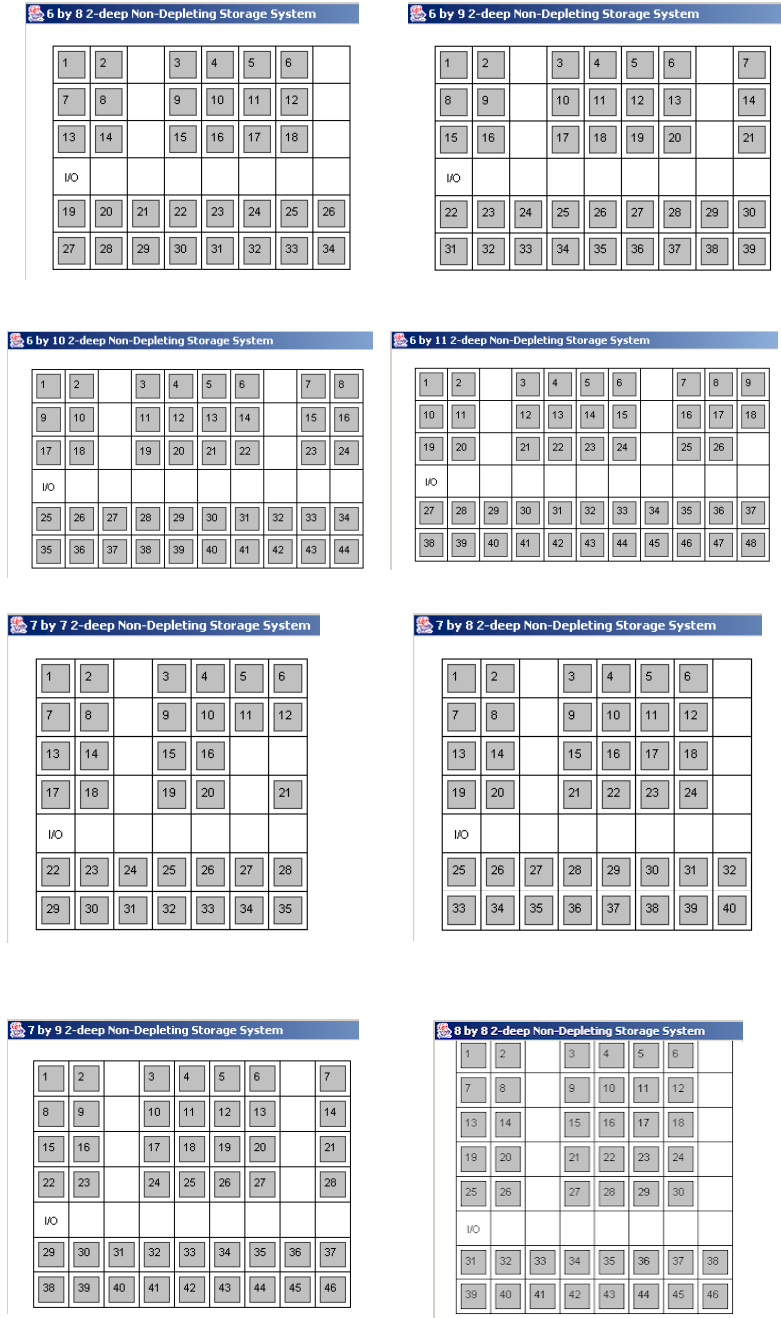 6 by 8 2-deep Non-Depleting Storage System
1 2 3 4 5 6
7 8 9 10 11 12
13 14 15 16 17 18
I/O
19 20 21 22 23 24 25 26
27 28 29 30 31 32 33 34
6 by 9 2-deep Non-Depleting Storage System
1 2 3 4 5 6 7
8 9 10 11 12 13 14
15 16 17 18 19 20 21
I/O
22 23 24 25 26 27 28 29 30
31 32 33 34 35 36 37 38 39
6 by 10 2-deep Non-Depleting Storage System
1 2 3 4 5 6 7 8
9 10 11 12 13 14 15 16
17 18 19 20 21 22 23 24
I/O
25 26 27 28 29 30 31 32 33 34
35 36 37 38 39 40 41 42 43 44
6 by 11 2-deep Non-Depleting Storage System
1 2 3 4 5 6 7 8 9
10 11 12 13 14 15 16 17 18
19 20 21 22 23 24 25 26
I/O
27 28 29 30 31 32 33 34 35 36 37
38 39 40 41 42 43 44 45 46 47 48
7 by 7 2-deep Non-Depleting Storage System
1 2 3 4 5 6
7 8 9 10 11 12
13 14 15 16
17 18 19 20 21
I/O
22 23 24 25 26 27 28
29 30 31 32 33 34 35
7 by 8 2-deep Non-Depleting Storage System
1 2 3 4 5 6
7 8 9 10 11 12
13 14 15 16 17 18
19 20 21 22 23 24
I/O
25 26 27 28 29 30 31 32
33 34 35 36 37 38 39 40
7 by 9 2-deep Non-Depleting Storage System
1 2 3 4 5 6 7
8 9 10 11 12 13 14
15 16 17 18 19 20 21
22 23 24 25 26 27 28
I/O
29 30 31 32 33 34 35 36 37
38 39 40 41 42 43 44 45 46
8 by 8 2-deep Non-Depleting Storage System
1 2 3 4 5 6
7 8 9 10 11 12
13 14 15 16 17 18
19 20 21 22 23 24
25 26 27 28 29 30
I/O
31 32 33 34 35 36 37 38
39 40 41 42 43 44 45 46